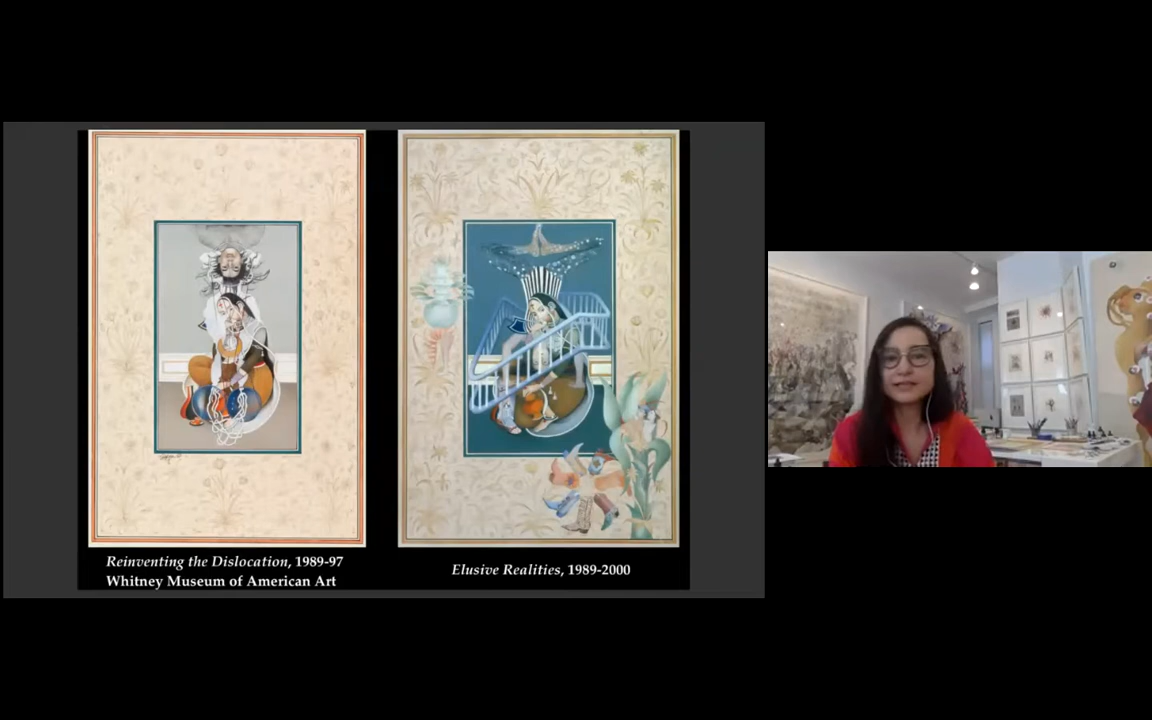 Reinventing the Dislocation, 1989-97
Whitney Museum of American Art
Elusive Realities, 1989-2000